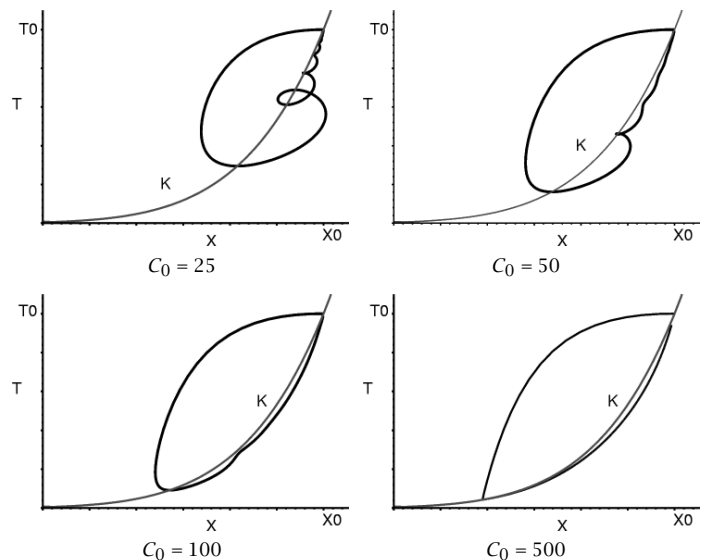 T0
T
K
X
X0
C₀ = 25
T0
T
K
X
X0
C₀ = 50
T0
T
K
X
X0
C₀ = 100
T0
T
K
X
X0
C₀ = 500